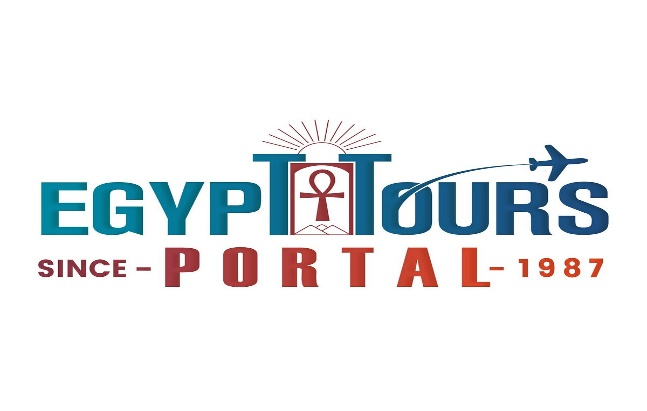 EGYPT TOURS
SINCE - PORTAL - 1987